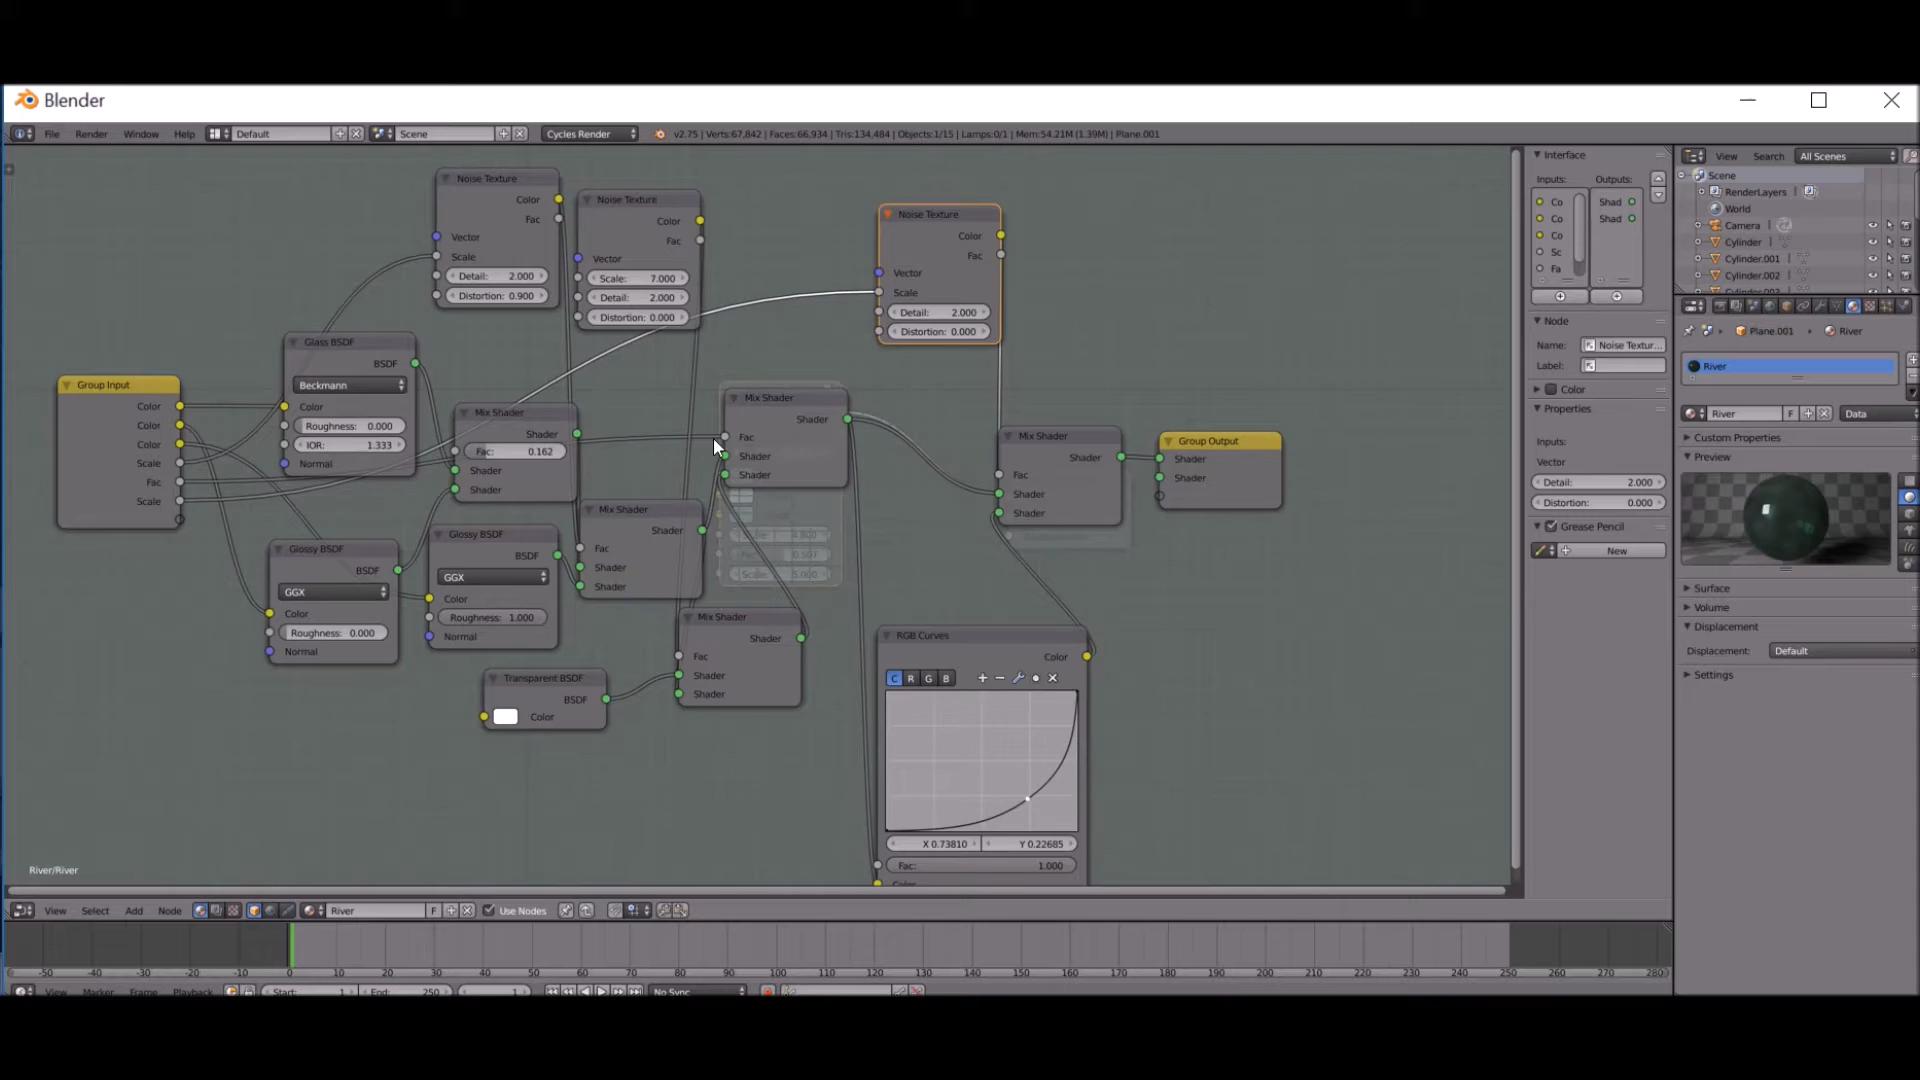 Blender
File Render Window Help Default Scene Cycles Render v2.75 | Verts:67,842 | Faces:66,934 | Tris:134,484 | Objects:1/15 | Lamps:0/1 | Mem:54.21M (1.39M) | Plane.001
Noise Texture
Color
Fac
Vector
Scale
Detail: 2.000
Distortion: 0.900
Noise Texture
Color
Fac
Vector
Scale: 7.000
Detail: 2.000
Distortion: 0.000
Noise Texture
Color
Fac
Vector
Scale
Detail: 2.000
Distortion: 0.000
Group Input
Color
Color
Color
Scale
Fac
Scale
Glass BSDF
BSDF
Beckmann
Color
Roughness: 0.000
IOR: 1.333
Normal
Mix Shader
Shader
Fac: 0.162
Shader
Shader
Mix Shader
Shader
Fac
Shader
Shader
Mix Shader
Shader
Fac
Shader
Shader
Group Output
Shader
Shader
Glossy BSDF
BSDF
GGX
Color
Roughness: 0.000
Normal
Glossy BSDF
BSDF
GGX
Color
Roughness: 1.000
Normal
Mix Shader
Shader
Fac
Shader
Shader
Scale: 4.800
Fac: 0.507
Scale: 5.000
Mix Shader
Shader
Fac
Shader
Shader
Transparent BSDF
BSDF
Color
RGB Curves
Color
C R G B
X 0.73810 Y 0.22685
Fac: 1.000
River/River
View Select Add Node River F Use Nodes
-50 -40 -30 -20 -10 0 10 20 30 40 50 60 70 80 90 100 110 120 130 140 150 160 170 180 190 200 210 220 230 240 250 260 270 280
View Marker Frame Playback Start: 1 End: 250 1 No Sync
Interface
Inputs: Outputs:
Co Shad
Co Shad
Co
Sc
Fa
Node
Name: Noise Textur...
Label:
Color
Properties
Inputs:
Vector
Detail: 2.000
Distortion: 0.000
Grease Pencil
New
View Search All Scenes
Scene
RenderLayers
World
Camera
Cylinder
Cylinder.001
Cylinder.002
Plane.001 River
River
River F Data
Custom Properties
Preview
Surface
Volume
Displacement
Displacement: Default
Settings